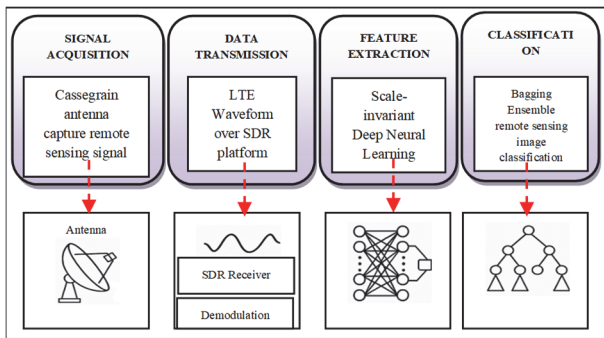 SIGNAL
ACQUISITION
Cassegrain
antenna
capture remote
sensing signal
DATA
TRANSMISSION
LTE
Waveform
over SDR
platform
FEATURE
EXTRACTION
Scale-
invariant
Deep Neural
Learning
CLASSIFICATI
ON
Bagging
Ensemble
remote sensing
image
classification
Antenna
SDR Receiver
Demodulation